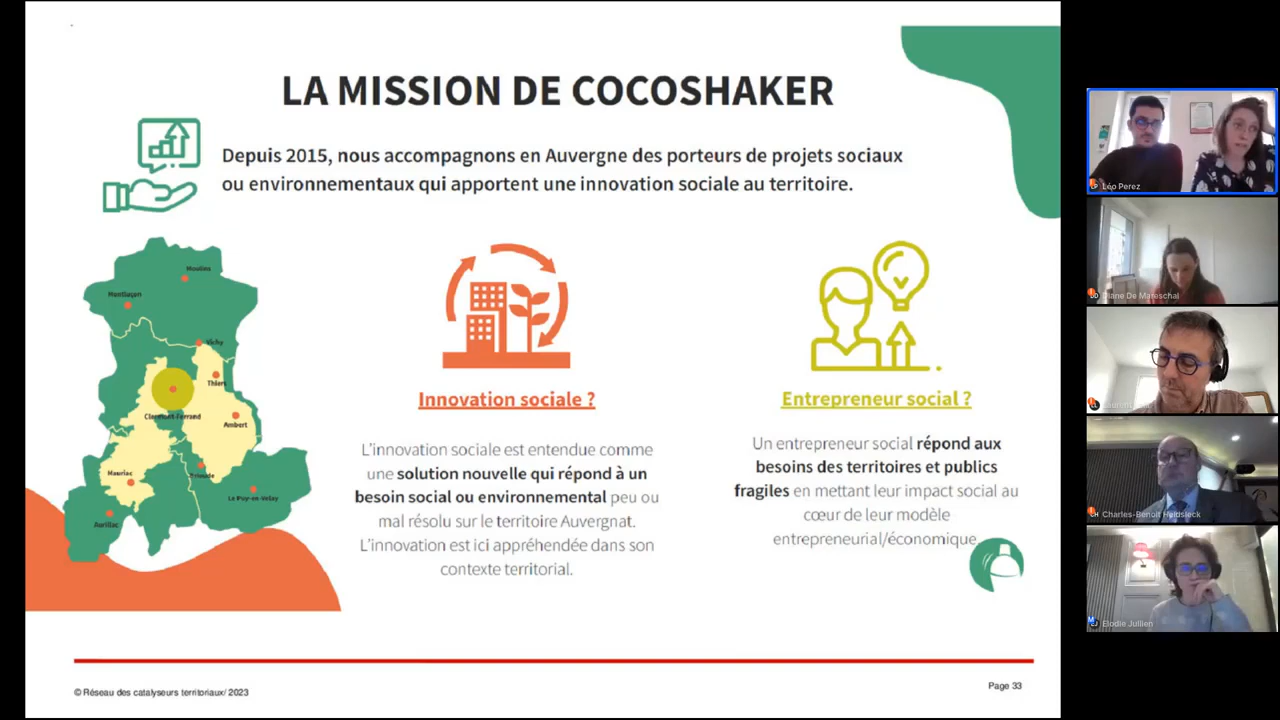 LA MISSION DE COCOSHAKER
Depuis 2015, nous accompagnons en Auvergne des porteurs de projets sociaux
ou environnementaux qui apportent une innovation sociale au territoire.
Moulins
Montluçon
Vichy
Thiers
Clermont-Ferrand
Ambert
Mauriac
Brioude
Le Puy-en-Velay
Aurillac
Innovation sociale ?
L'innovation sociale est entendue comme
une solution nouvelle qui répond à un
besoin social ou environnemental peu ou
mal résolu sur le territoire Auvergnat.
L'innovation est ici appréhendée dans son
contexte territorial.
Entrepreneur social ?
Un entrepreneur social répond aux
besoins des territoires et publics
fragiles en mettant leur impact social au
cœur de leur modèle
entrepreneurial/économique
© Réseau des catalyseurs territoriaux/ 2023
Page 33
Léo Perez
Diane De Mareschal
Charles-Benoît Heidsieck
Elodie Jullien